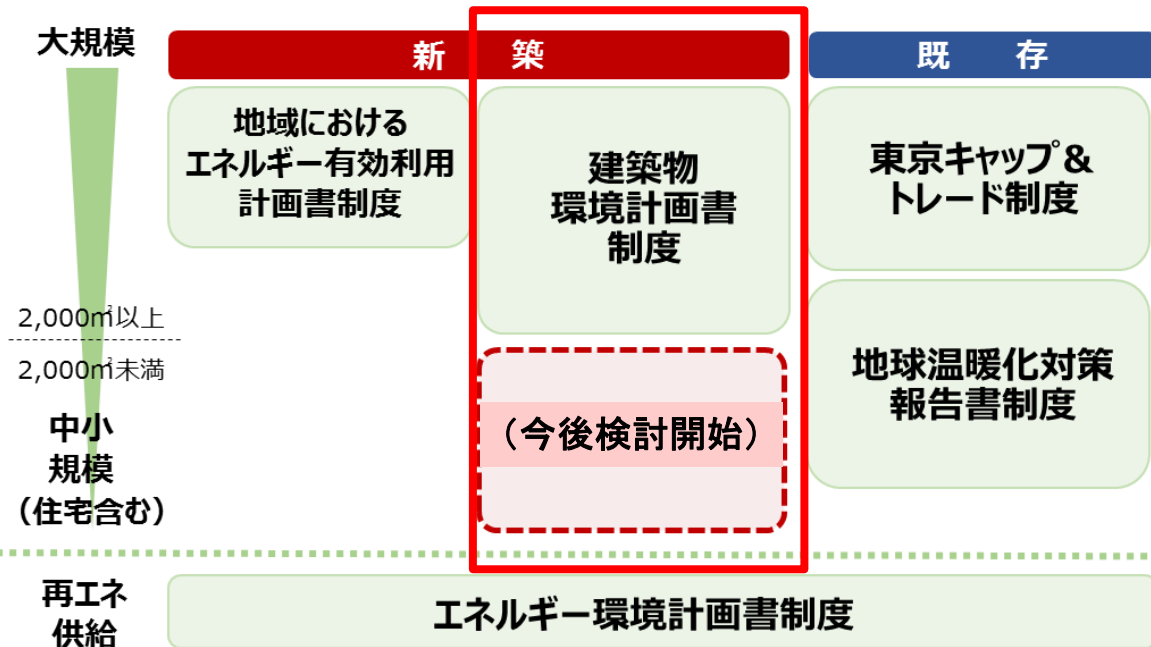 大規模
新 築
既 存
地域における
エネルギー有効利用
計画書制度
建築物
環境計画書
制度
東京キャップ&
トレード制度
2,000㎡以上
2,000㎡未満
地球温暖化対策
報告書制度
(今後検討開始)
中小
規模
(住宅含む)
再エネ
供給
エネルギー環境計画書制度